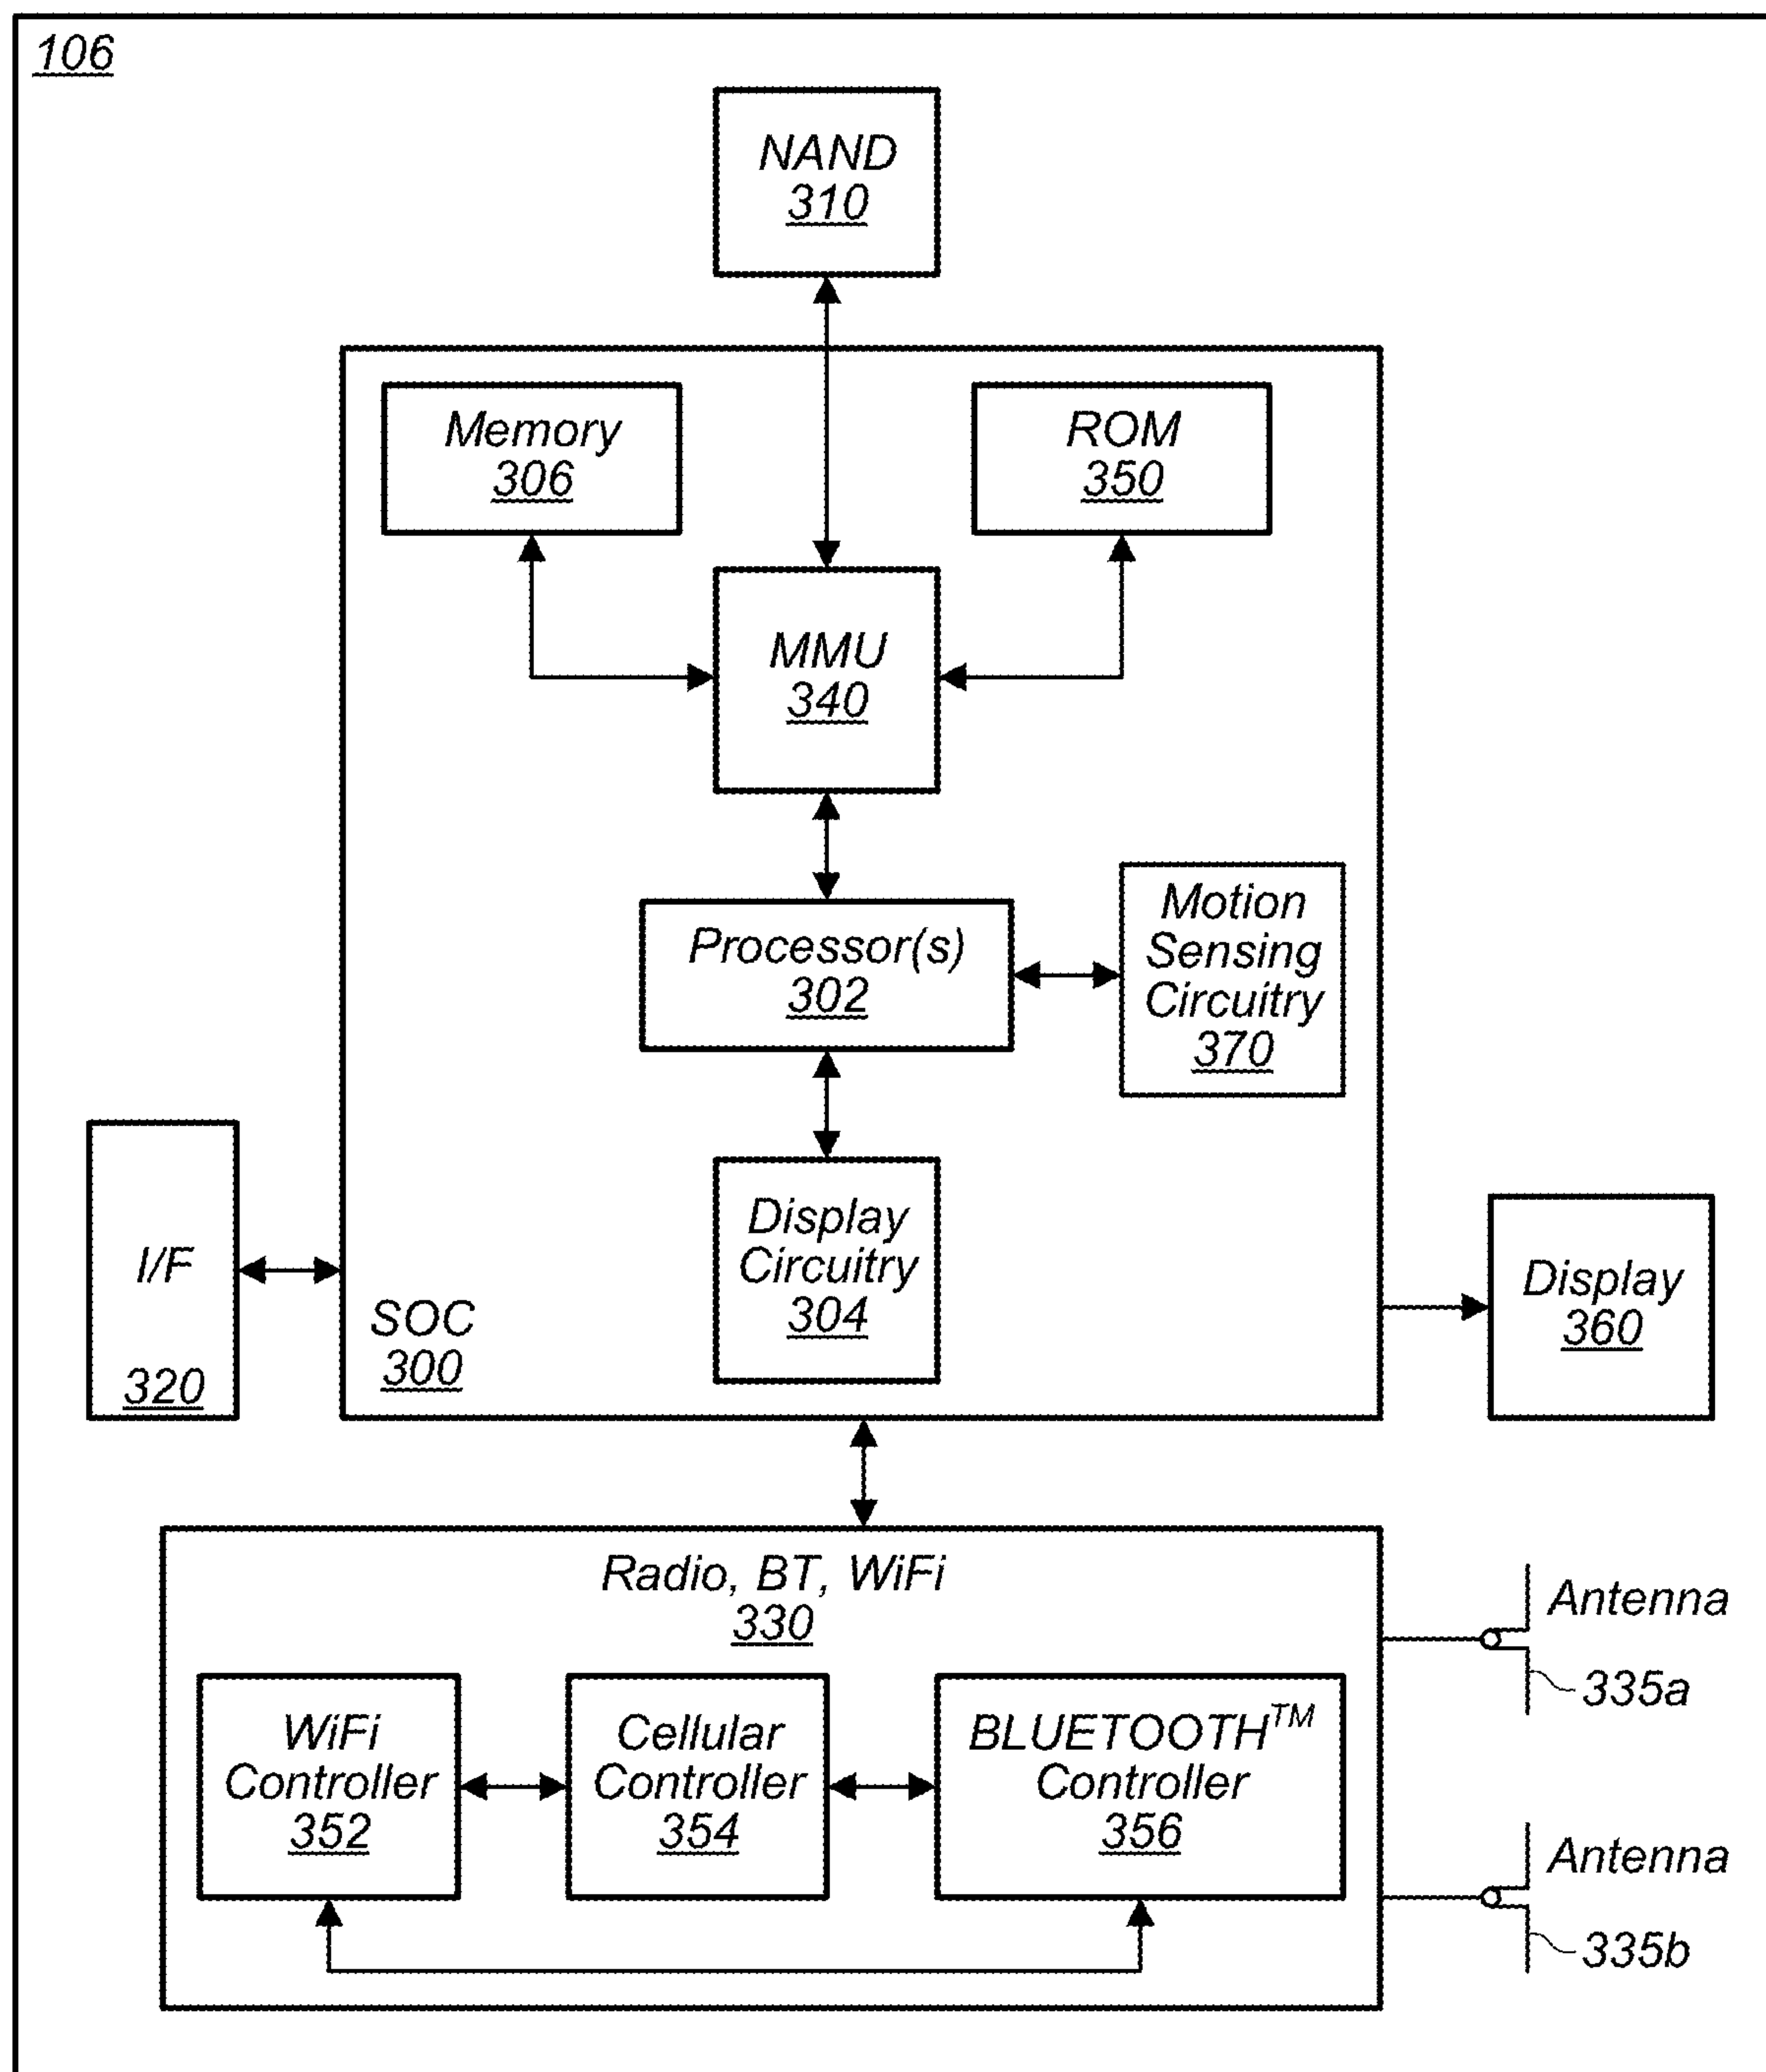 106
NAND
310
Memory
306
ROM
350
MMU
340
Processor(s)
302
Motion
Sensing
Circuitry
370
Display
Circuitry
304
I/F
320
SOC
300
Display
360
Radio, BT, WiFi
330
WiFi
Controller
352
Cellular
Controller
354
BLUETOOTH™
Controller
356
Antenna
335a
Antenna
335b